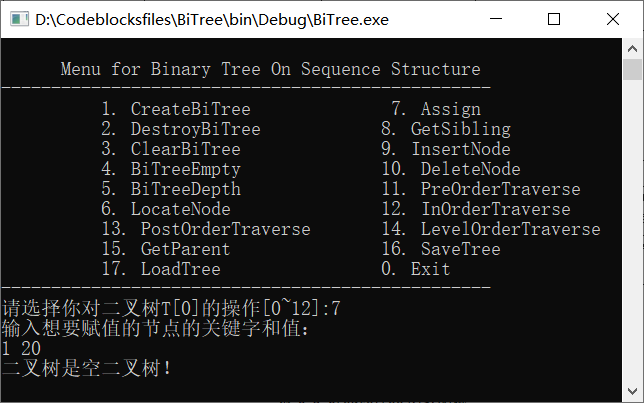 D:\Codeblocksfiles\BiTree\bin\Debug\BiTree.exe
Menu for Binary Tree On Sequence Structure
-------------------------------------------------
1. CreateBiTree 7. Assign
2. DestroyBiTree 8. GetSibling
3. ClearBiTree 9. InsertNode
4. BiTreeEmpty 10. DeleteNode
5. BiTreeDepth 11. PreOrderTraverse
6. LocateNode 12. InOrderTraverse
13. PostOrderTraverse 14. LevelOrderTraverse
15. GetParent 16. SaveTree
17. LoadTree 0. Exit
-------------------------------------------------
请选择你对二叉树T[0]的操作[0~12]:7
输入想要赋值的节点的关键字和值：
1 20
二叉树是空二叉树！